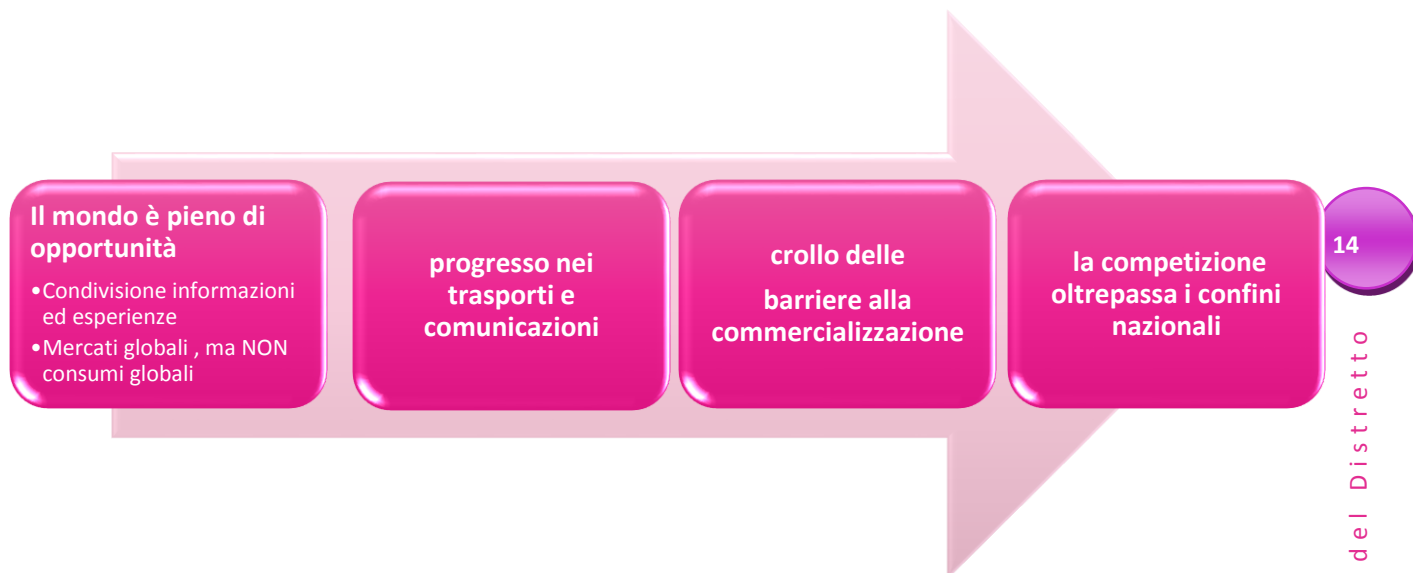 Il mondo è pieno di
opportunità
•Condivisione informazioni
ed esperienze
•Mercati globali , ma NON
consumi globali
progresso nei
trasporti e
comunicazioni
crollo delle
barriere alla
commercializzazione
la competizione
oltrepassa i confini
nazionali
14
del Distretto